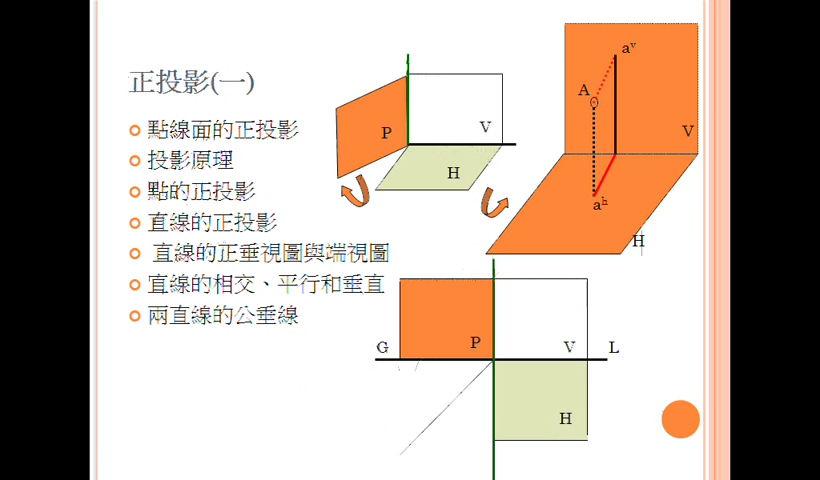 正投影(一)
點線面的正投影
投影原理
點的正投影
直線的正投影
直線的正垂視圖與端視圖
直線的相交、平行和垂直
兩直線的公垂線
P
V
H
aᵛ
A
V
aʰ
H
G
P
V
L
H